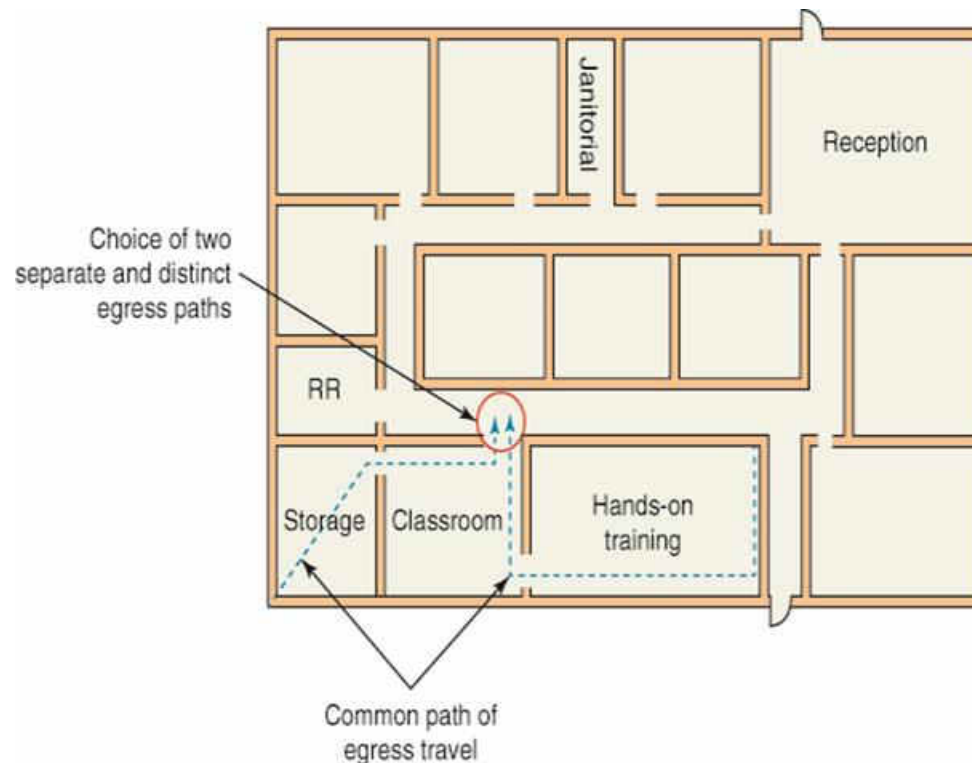 Janitorial
Reception
Choice of two
separate and distinct
egress paths
RR
Storage
Classroom
Hands-on
training
Common path of
egress travel